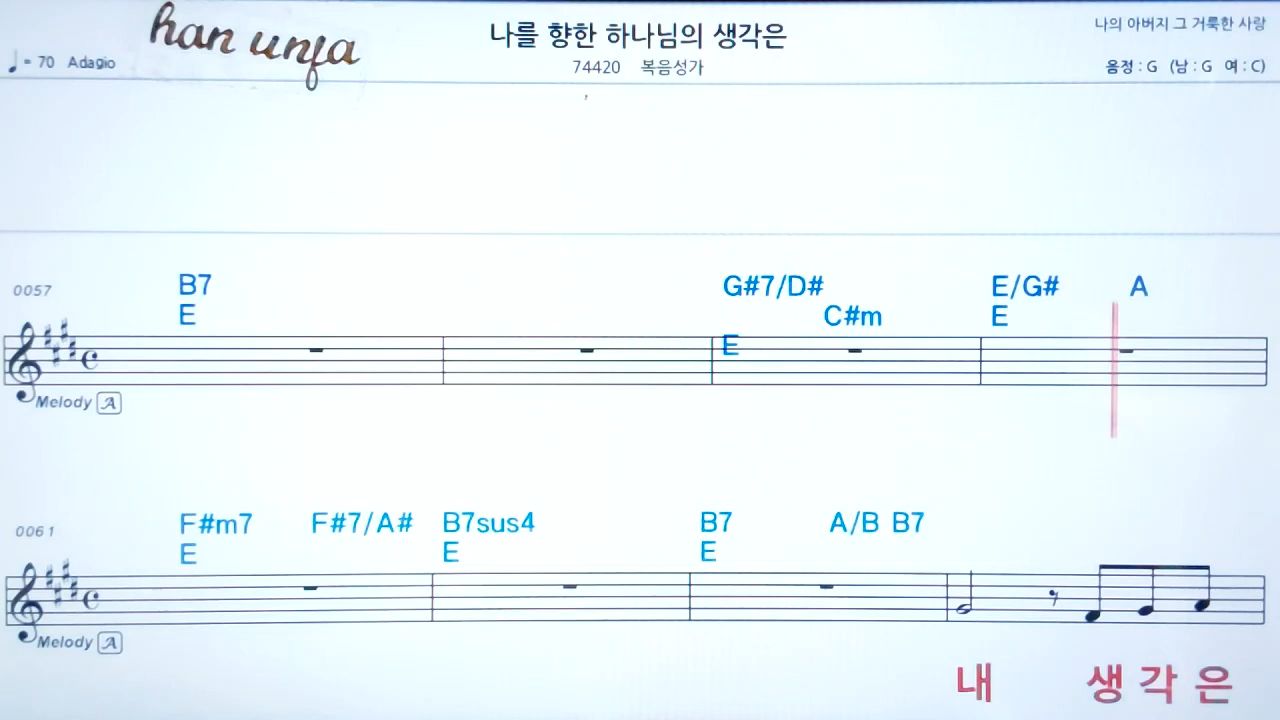 han unja
나를 향한 하나님의 생각은
나의 아버지 그 거룩한 사랑
♩ = 70 Adagio
74420 복음성가
음정 : G (남 : G 여 : C)
0057
B7 G#7/D# E/G# A
E C#m E
E
Melody A
0061
F#m7 F#7/A# B7sus4 B7 A/B B7
E E E
Melody A
내 생각은